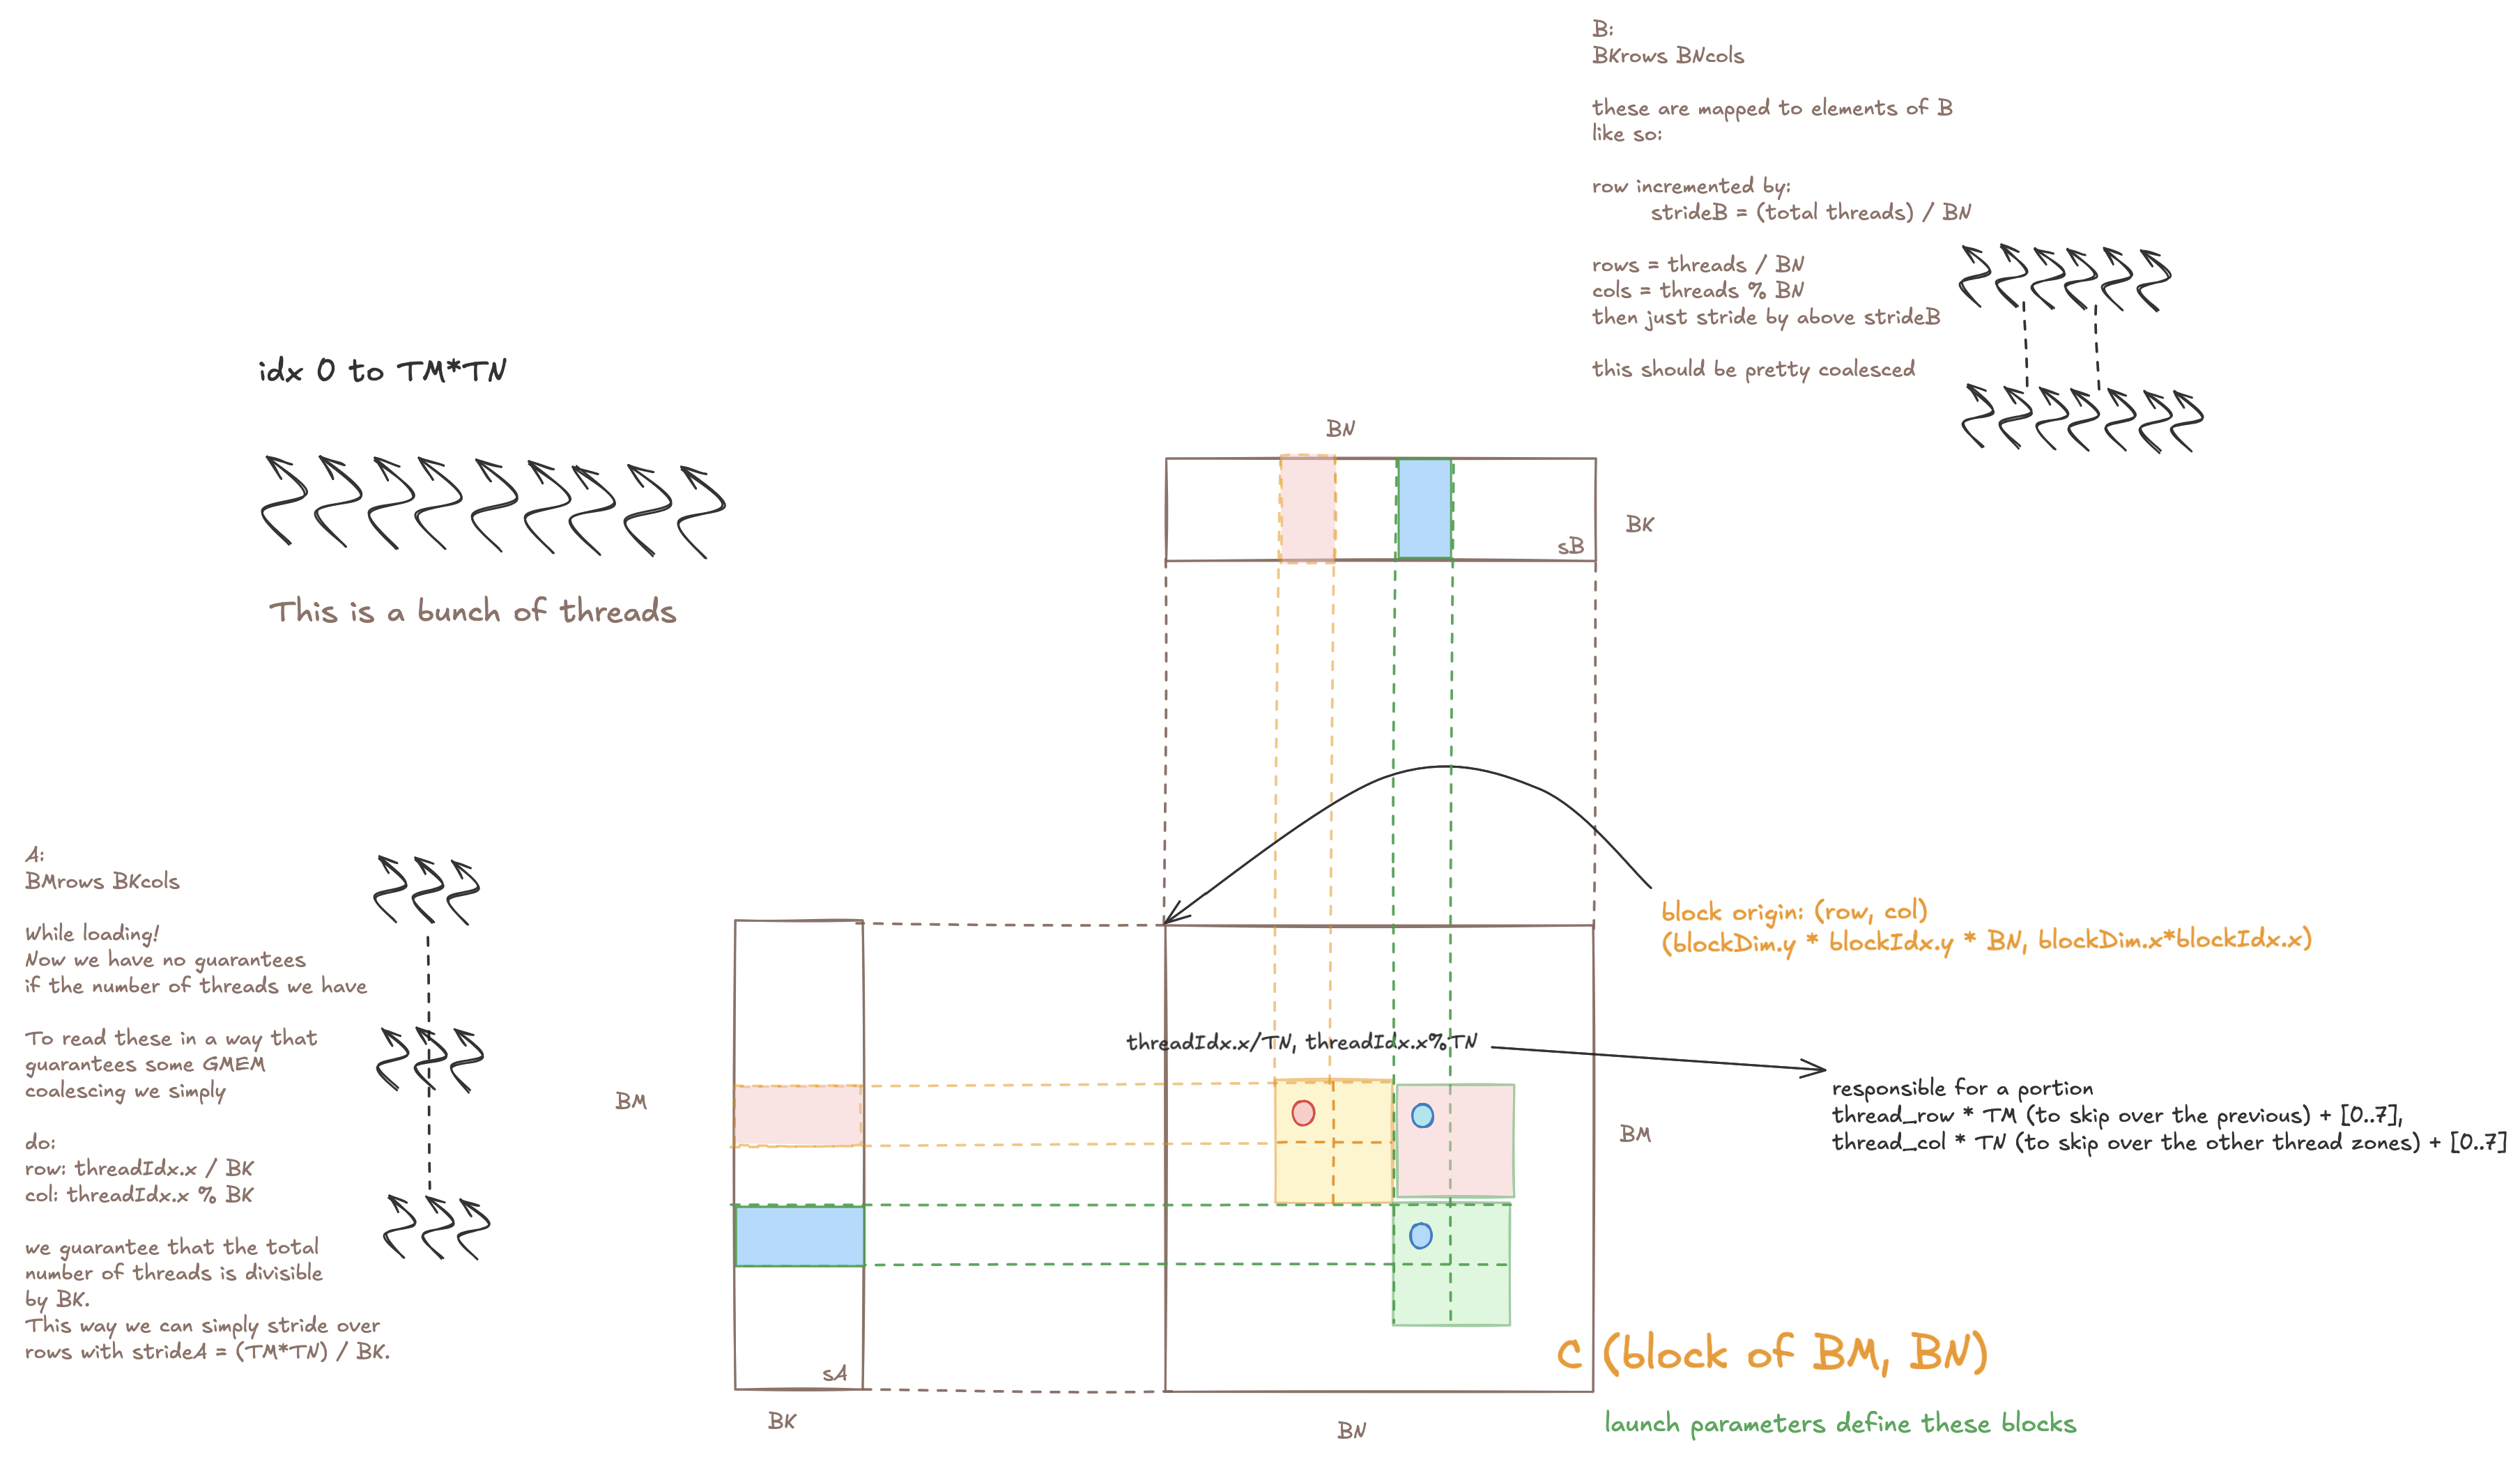 B:
BKrows BNcols
these are mapped to elements of B
like so:
row incremented by:
strideB = (total threads) / BN
rows = threads / BN
cols = threads % BN
then just stride by above strideB
this should be pretty coalesced
idx 0 to TM*TN
This is a bunch of threads
BN
BK
sB
A:
BMrows BKcols
While loading!
Now we have no guarantees
if the number of threads we have
To read these in a way that
guarantees some GMEM
coalescing we simply
do:
row: threadIdx.x / BK
col: threadIdx.x % BK
we guarantee that the total
number of threads is divisible
by BK.
This way we can simply stride over
rows with strideA = (TM*TN) / BK.
BM
sA
BK
block origin: (row, col)
(blockDim.y * blockIdx.y * BN, blockDim.x*blockIdx.x)
threadIdx.x/TN, threadIdx.x%TN
responsible for a portion
thread_row * TM (to skip over the previous) + [0..7],
thread_col * TN (to skip over the other thread zones) + [0..7]
BM
C (block of BM, BN)
BN
launch parameters define these blocks